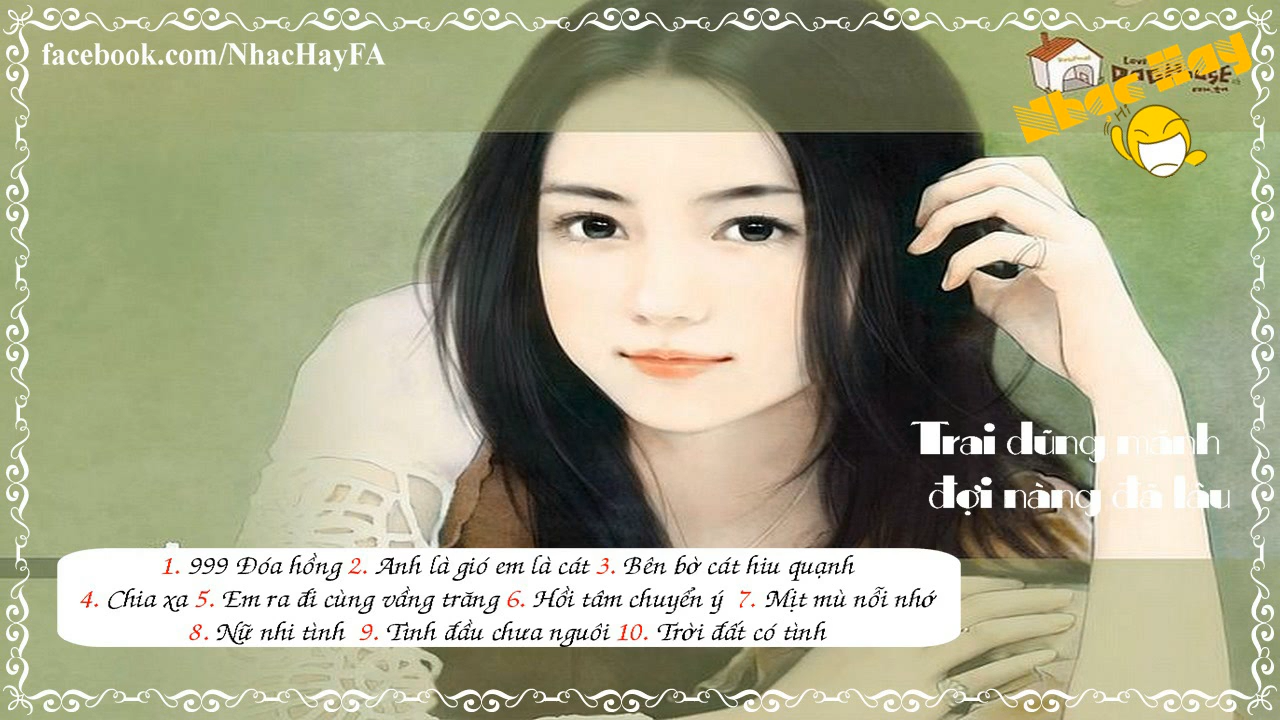 facebook.com/NhacHayFA
Nhac Hay
Hi
Trai dũng mãnh
đợi nàng đã lâu
1. 999 Đóa hồng 2. Anh là gió em là cát 3. Bên bờ cát hiu quạnh
4. Chia xa 5. Em ra đi cùng vầng trăng 6. Hồi tâm chuyển ý 7. Mịt mù nỗi nhớ
8. Nữ nhi tình 9. Tình đầu chưa nguôi 10. Trời đất có tình